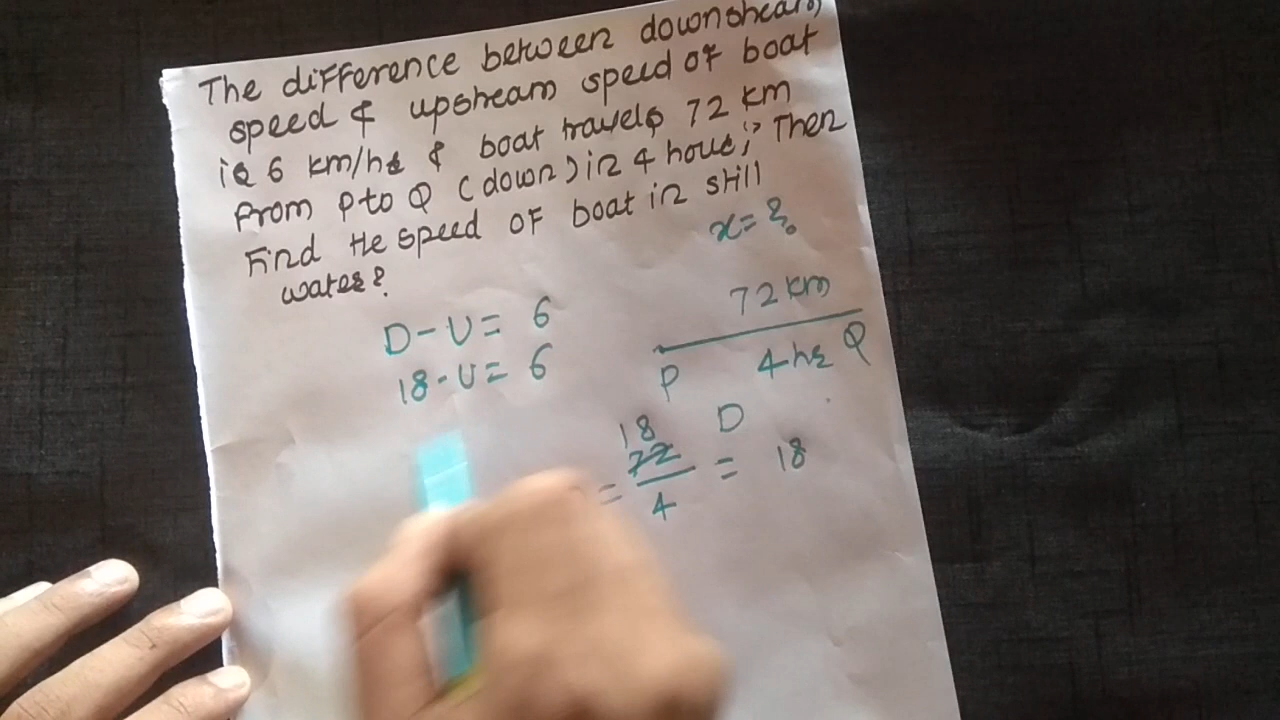 The difference between downstream
speed & upstream speed of boat
is 6 km/hr & boat travels 72 km
from P to Q (down) in 4 hours, Then
Find the speed of boat in still
water?
x = ?
72 km
P 4 hr Q
D - U = 6
18 - U = 6
D
18
= 72/4 = 18